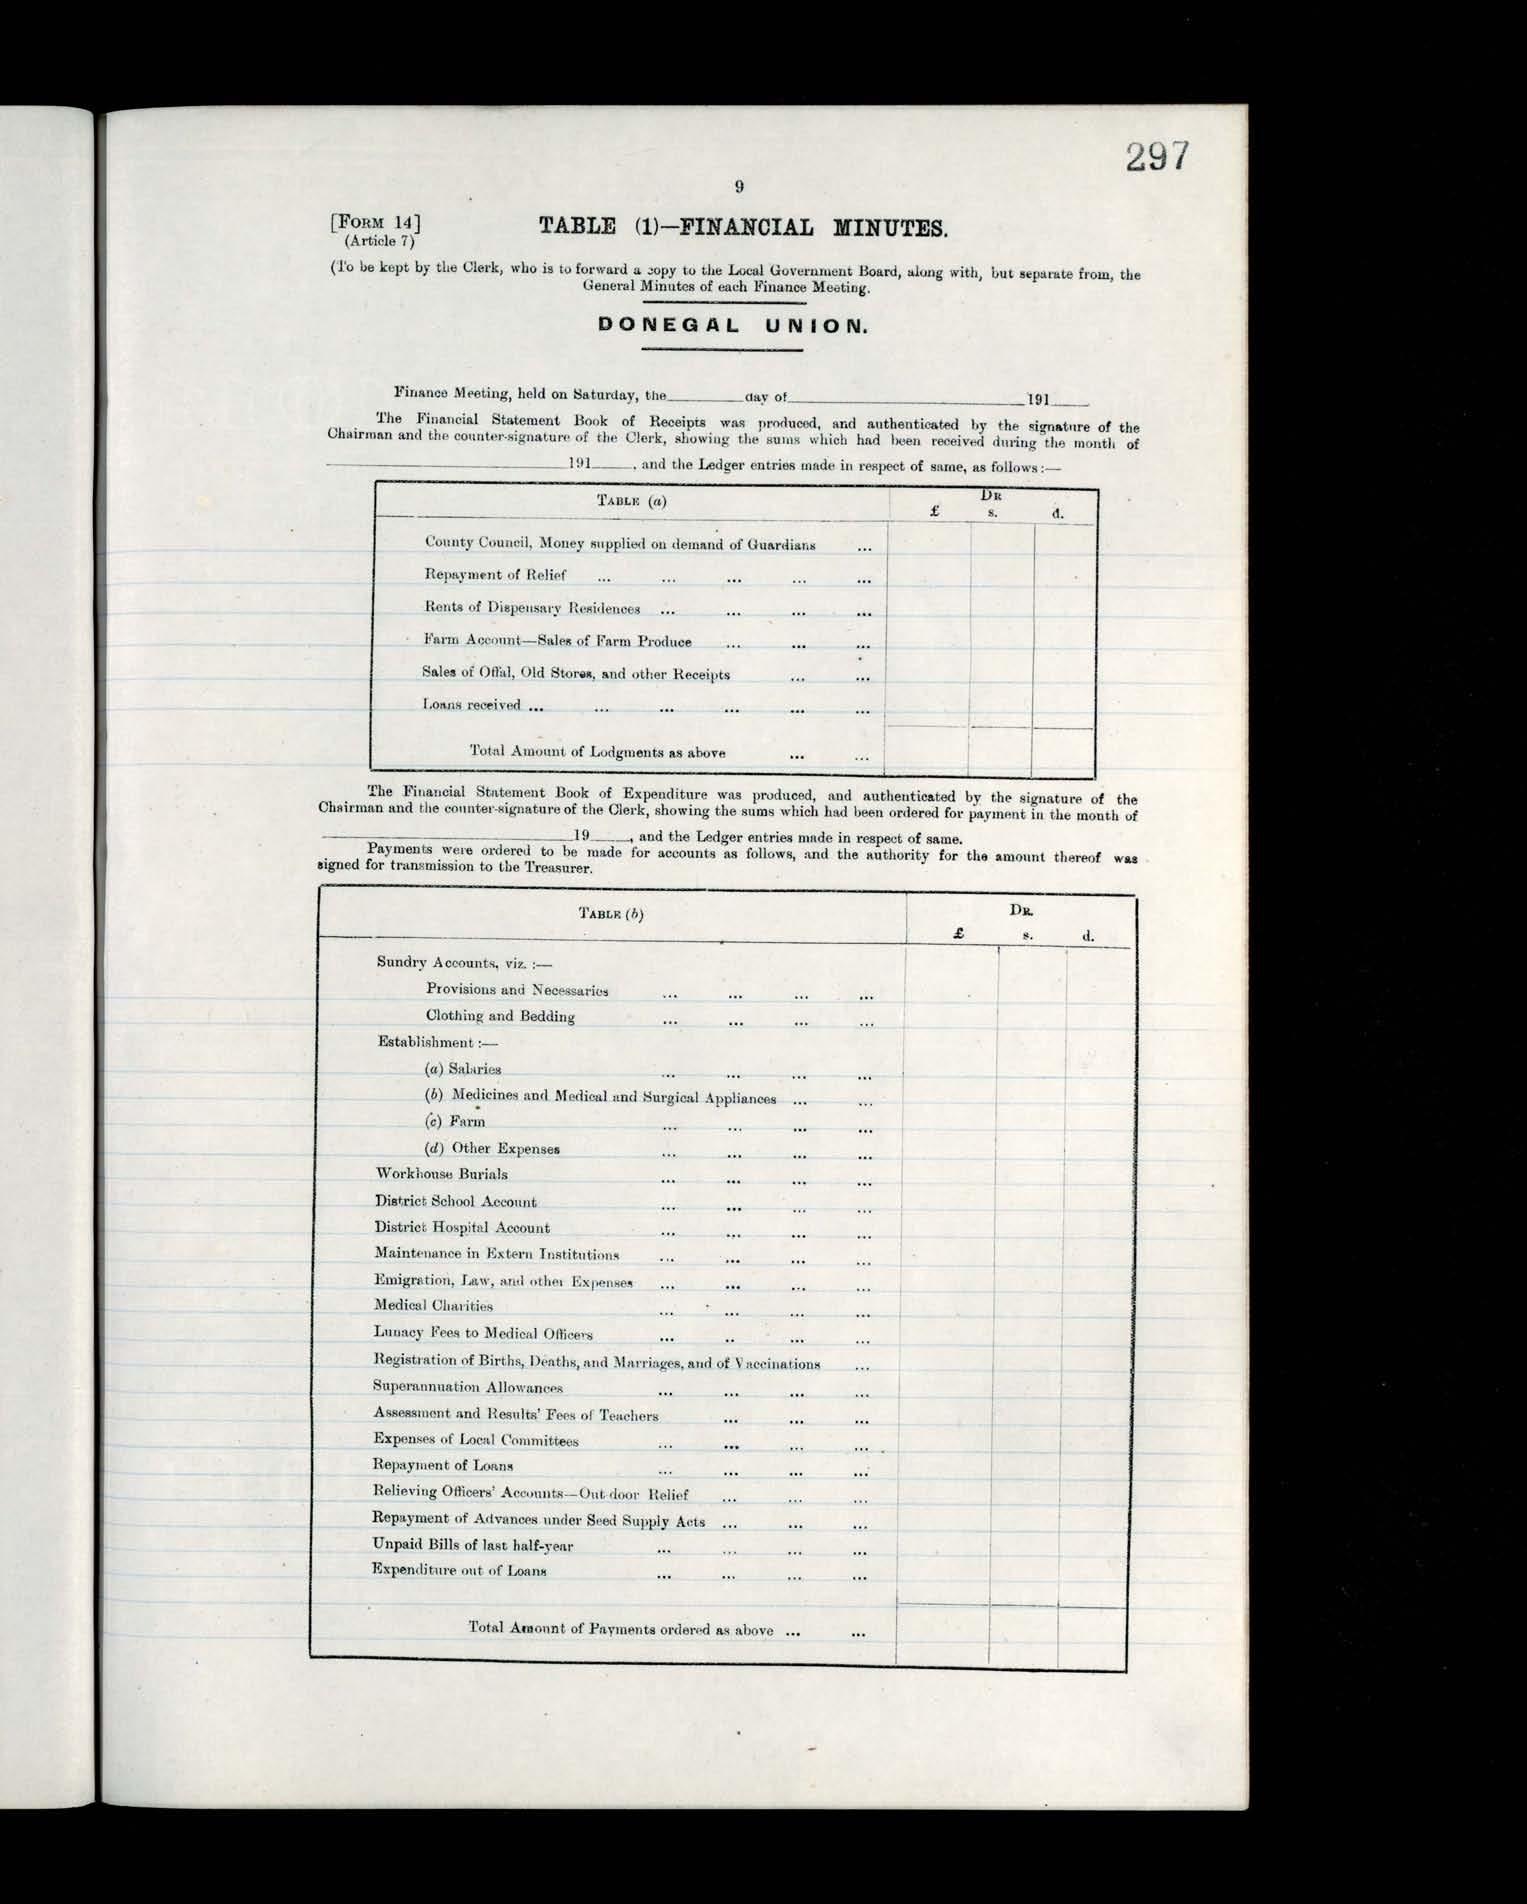 297
9
[FORM 14]
TABLE (1)—FINANCIAL MINUTES.
(Article 7)
(To be kept by the Clerk, who is to forward a copy to the Local Government Board, along with, but separate from, the
General Minutes of each Finance Meeting.
DONEGAL UNION.
Finance Meeting, held on Saturday, the________day of________________________191____
The Financial Statement Book of Receipts was produced, and authenticated by the signature of the
Chairman and the counter-signature of the Clerk, showing the sums which had been received during the month of
________________________191____, and the Ledger entries made in respect of same, as follows:—
TABLE (a)
DR
£ s. d.
County Council, Money supplied on demand of Guardians ...
Repayment of Relief ... ... ... ... ...
Rents of Dispensary Residences ... ... ... ...
Farm Account—Sales of Farm Produce ... ... ...
Sales of Offal, Old Stores, and other Receipts ... ...
Loans received ... ... ... ... ... ...
Total Amount of Lodgments as above ... ...
The Financial Statement Book of Expenditure was produced, and authenticated by the signature of the
Chairman and the counter-signature of the Clerk, showing the sums which had been ordered for payment in the month of
________________________19____, and the Ledger entries made in respect of same.
Payments were ordered to be made for accounts as follows, and the authority for the amount thereof was
signed for transmission to the Treasurer.
TABLE (b)
DR.
£ s. d.
Sundry Accounts, viz. :—
Provisions and Necessaries ... ... ... ...
Clothing and Bedding ... ... ... ...
Establishment :—
(a) Salaries ... ... ... ...
(b) Medicines and Medical and Surgical Appliances ... ...
(c) Farm ... ... ... ...
(d) Other Expenses ... ... ... ...
Workhouse Burials ... ... ... ...
District School Account ... ... ... ...
District Hospital Account ... ... ... ...
Maintenance in Extern Institutions ... ... ... ...
Emigration, Law, and other Expenses ... ... ... ...
Medical Charities ... ... ... ...
Lunacy Fees to Medical Officers ... .. ... ...
Registration of Births, Deaths, and Marriages, and of Vaccinations ...
Superannuation Allowances ... ... ... ...
Assessment and Results' Fees of Teachers ... ... ...
Expenses of Local Committees ... ... ... ...
Repayment of Loans ... ... ... ...
Relieving Officers' Accounts—Out-door Relief ... ... ...
Repayment of Advances under Seed Supply Acts ... ... ...
Unpaid Bills of last half-year ... ... ... ...
Expenditure out of Loans ... ... ... ...
Total Amount of Payments ordered as above ... ...